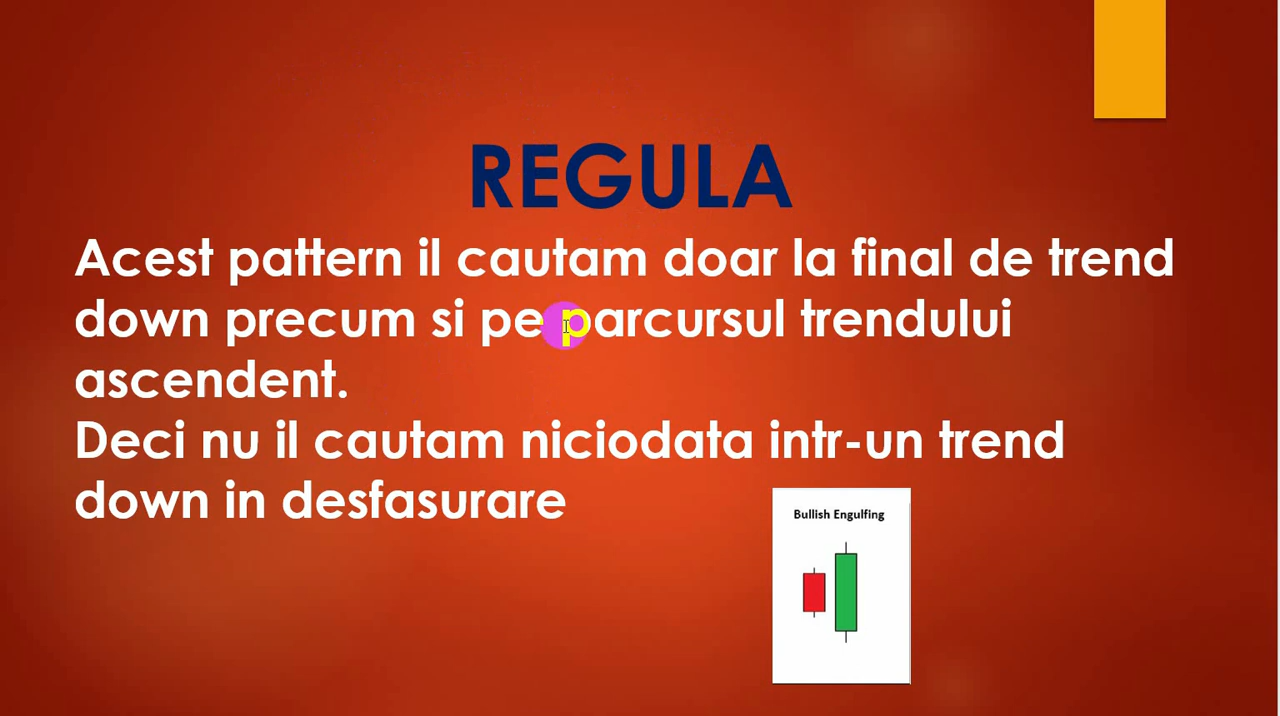 REGULA
Acest pattern il cautam doar la final de trend
down precum si pe parcursul trendului
ascendent.
Deci nu il cautam niciodata intr-un trend
down in desfasurare
Bullish Engulfing